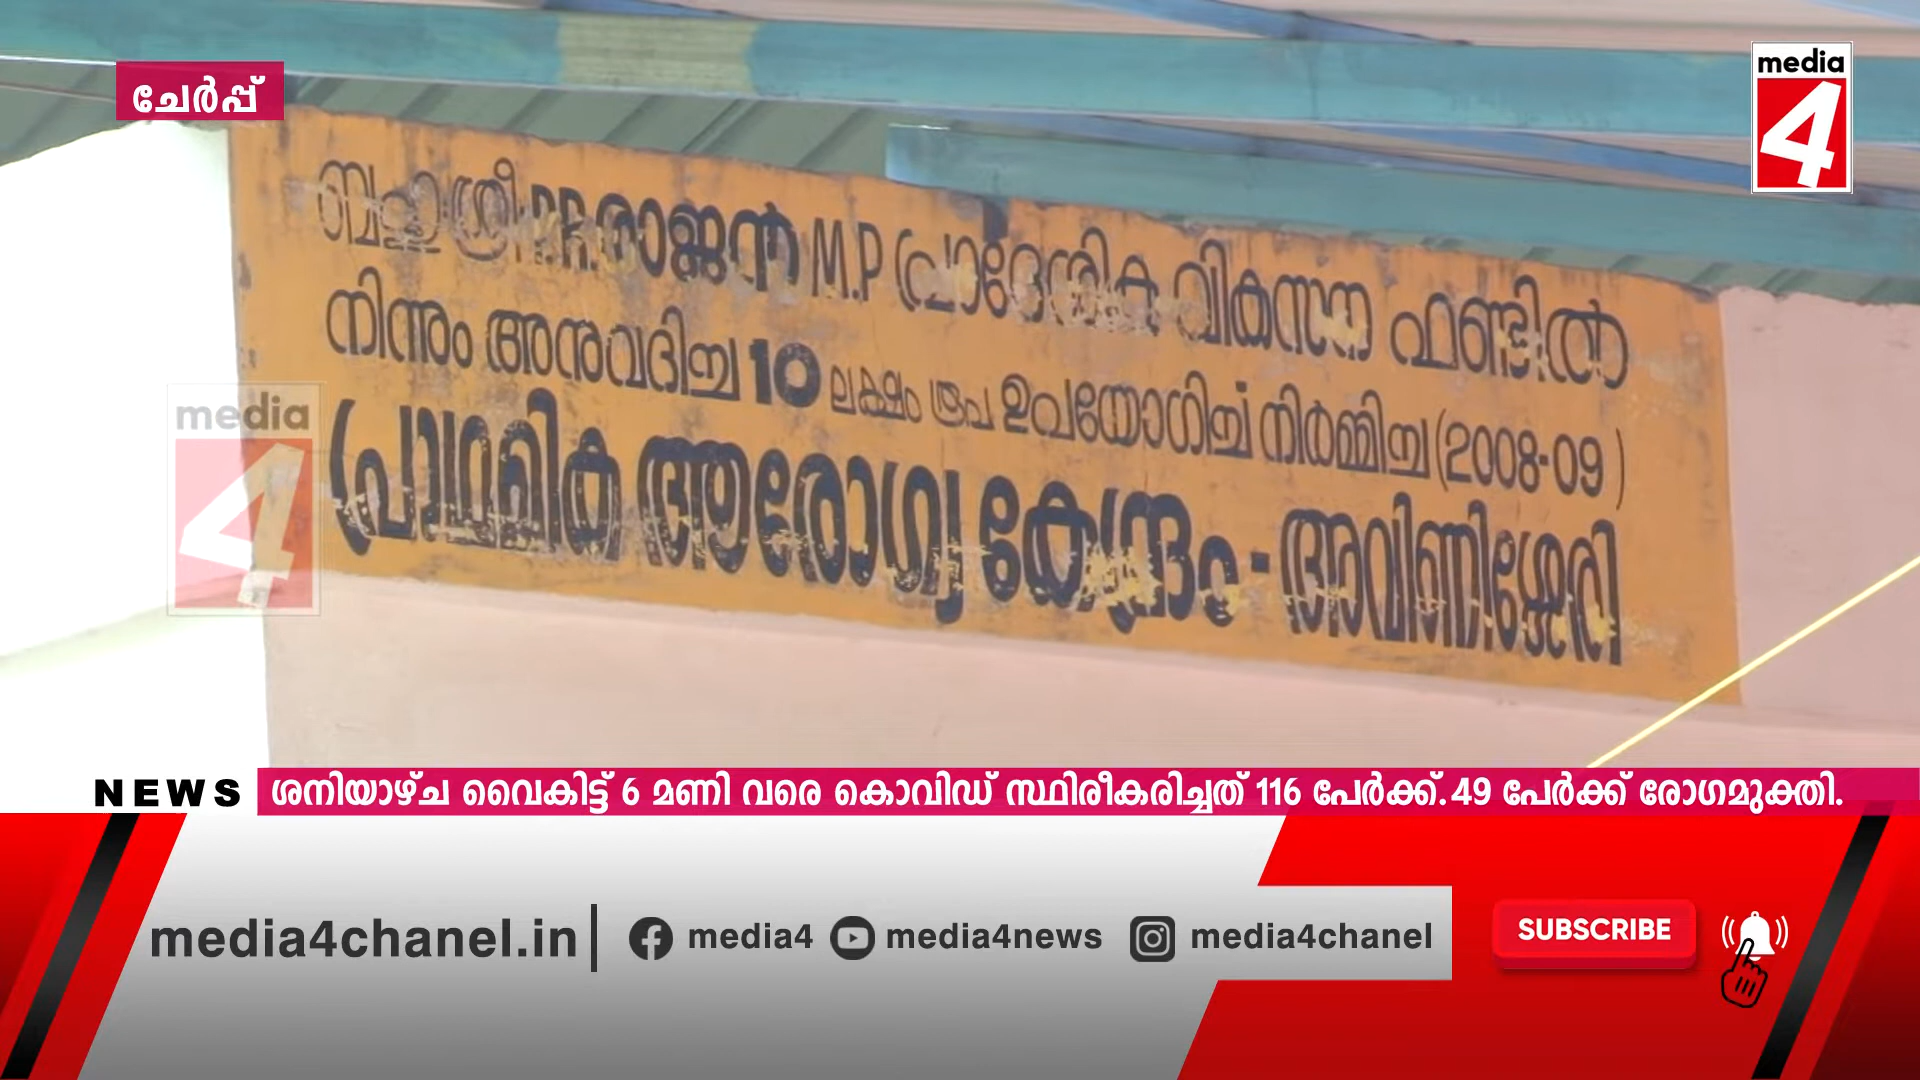 ചേർപ്പ്
media
4
ബഹുശ്രീ. P.R. രാജൻ M.P പ്രാദേശിക വികസന ഫണ്ടിൽ
നിന്നും അനുവദിച്ച 10 ലക്ഷം രൂപ ഉപയോഗിച്ച് നിർമ്മിച്ച (2008-09)
പ്രാഥമിക ആരോഗ്യ കേന്ദ്രം - അവിണിശ്ശേരി
media
4
NEWS ശനിയാഴ്ച വൈകിട്ട് 6 മണി വരെ കൊവിഡ് സ്ഥിരീകരിച്ചത് 116 പേർക്ക്. 49 പേർക്ക് രോഗമുക്തി.
media4chanel.in media4 media4news media4chanel SUBSCRIBE